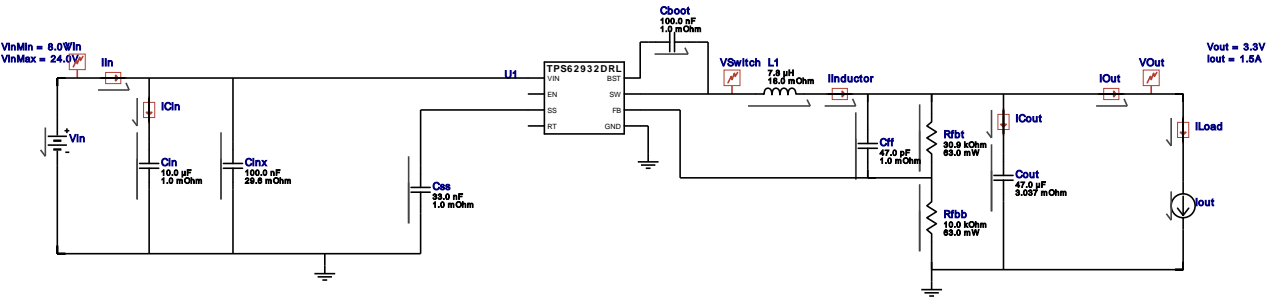 Cboot
100.0 nF
1.0 mOhm
VinMin = 8.0V
VinMax = 24.0V
Vin
Iin
U1
TPS62932DRL
VIN
EN
SS
RT
BST
SW
FB
GND
VSwitch
L1
7.8 µH
16.0 mOhm
IInductor
IOut
VOut
Vout = 3.3V
Iout = 1.5A
ICin
Vin
+
-
Cin
10.0 µF
1.0 mOhm
Cinx
100.0 nF
29.6 mOhm
Css
33.0 nF
1.0 mOhm
Cff
47.0 pF
1.0 mOhm
Rfbt
30.9 kOhm
63.0 mW
ICout
Cout
47.0 µF
3.037 mOhm
Rfbb
10.0 kOhm
63.0 mW
ILoad
Iout